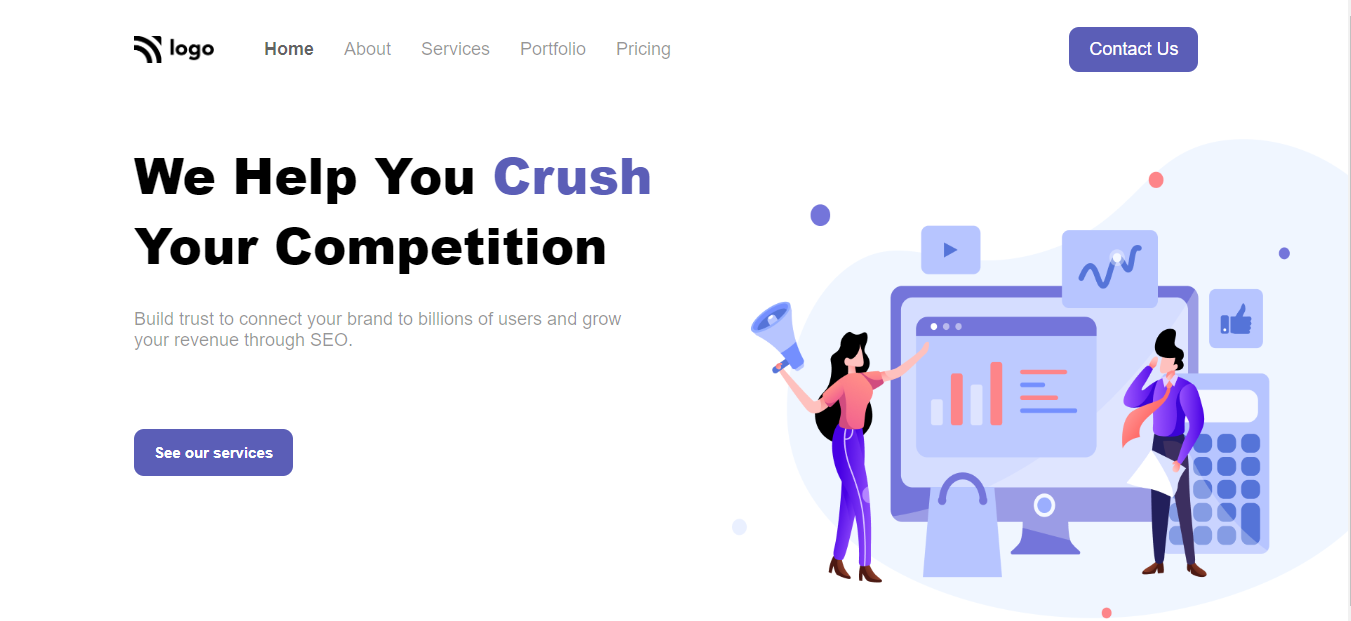 logo
Home
About
Services
Portfolio
Pricing
Contact Us
We Help You Crush
Your Competition
Build trust to connect your brand to billions of users and grow
your revenue through SEO.
See our services